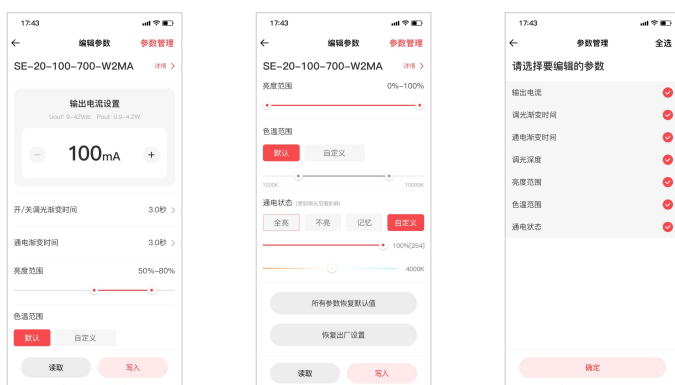 17:43
编辑参数
参数管理
SE-20-100-700-W2MA
详情 >
输出电流设置
Uout: 9-42Vdc Pout: 0.9-4.2W
100mA
开/关调光渐变时间
3.0秒 >
通电渐变时间
3.0秒 >
亮度范围
50%-80%
色温范围
默认
自定义
读取
写入
17:43
编辑参数
参数管理
SE-20-100-700-W2MA
详情 >
亮度范围
0%-100%
色温范围
默认
自定义
1000K
10000K
通电状态 (受到调光范围影响)
全亮
不亮
记忆
自定义
100%[254]
4000K
所有参数恢复默认值
恢复出厂设置
读取
写入
17:43
参数管理
全选
请选择要编辑的参数
输出电流
调光渐变时间
通电渐变时间
调光深度
亮度范围
色温范围
通电状态
确定